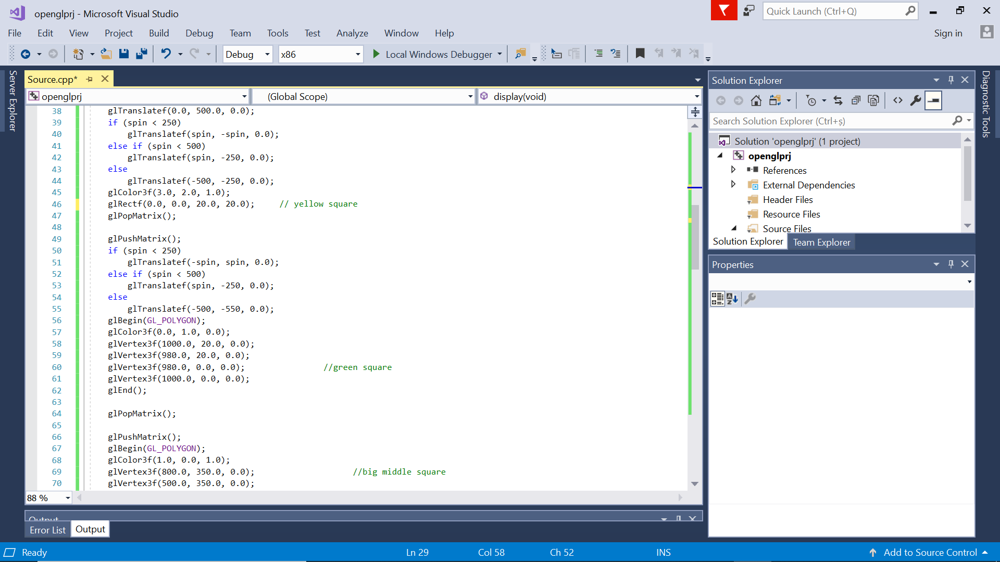 openglprj - Microsoft Visual Studio
Quick Launch (Ctrl+Q)
File Edit View Project Build Debug Team Tools Test Analyze Window Help
Sign in
Debug x86 Local Windows Debugger
Server Explorer
Source.cpp*
openglprj (Global Scope) display(void)
38 glTranslatef(0.0, 500.0, 0.0);
39 if (spin < 250)
40 glTranslatef(spin, -spin, 0.0);
41 else if (spin < 500)
42 glTranslatef(spin, -250, 0.0);
43 else
44 glTranslatef(-500, -250, 0.0);
45 glColor3f(3.0, 2.0, 1.0);
46 glRectf(0.0, 0.0, 20.0, 20.0); // yellow square
47 glPopMatrix();
48
49 glPushMatrix();
50 if (spin < 250)
51 glTranslatef(-spin, spin, 0.0);
52 else if (spin < 500)
53 glTranslatef(spin, -250, 0.0);
54 else
55 glTranslatef(-500, -550, 0.0);
56 glBegin(GL_POLYGON);
57 glColor3f(0.0, 1.0, 0.0);
58 glVertex3f(1000.0, 20.0, 0.0);
59 glVertex3f(980.0, 20.0, 0.0);
60 glVertex3f(980.0, 0.0, 0.0); //green square
61 glVertex3f(1000.0, 0.0, 0.0);
62 glEnd();
63
64 glPopMatrix();
65
66 glPushMatrix();
67 glBegin(GL_POLYGON);
68 glColor3f(1.0, 0.0, 1.0);
69 glVertex3f(800.0, 350.0, 0.0); //big middle square
70 glVertex3f(500.0, 350.0, 0.0);
88 %
Output
Error List Output
Solution Explorer
Search Solution Explorer (Ctrl+ş)
Solution 'openglprj' (1 project)
openglprj
References
External Dependencies
Header Files
Resource Files
Source Files
Solution Explorer Team Explorer
Properties
Diagnostic Tools
Ready Ln 29 Col 58 Ch 52 INS Add to Source Control